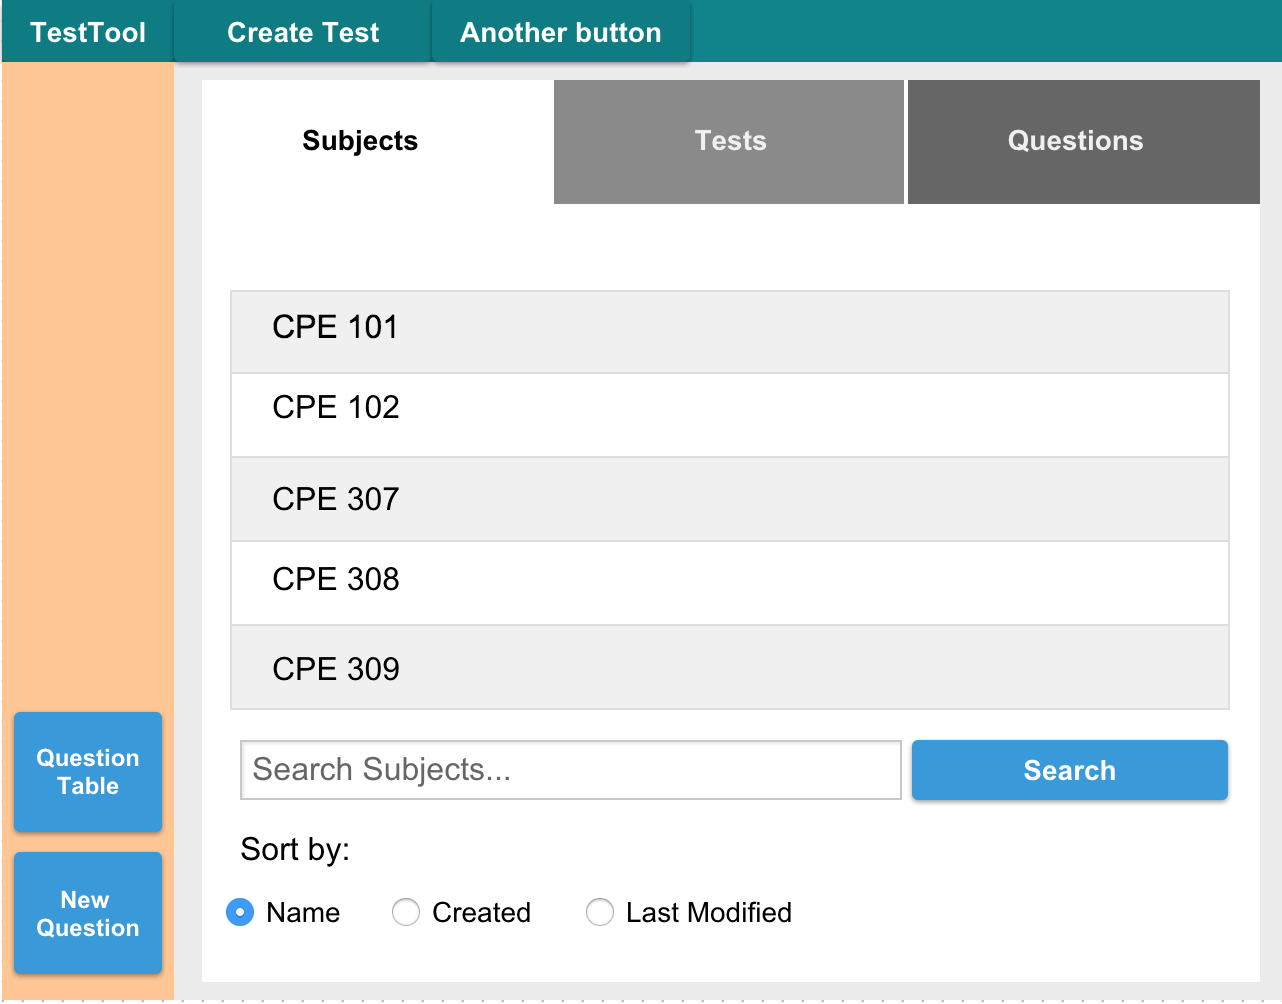 TestTool
Create Test
Another button
Subjects
Tests
Questions
CPE 101
CPE 102
CPE 307
CPE 308
CPE 309
Search Subjects...
Search
Sort by:
Name
Created
Last Modified
Question
Table
New
Question